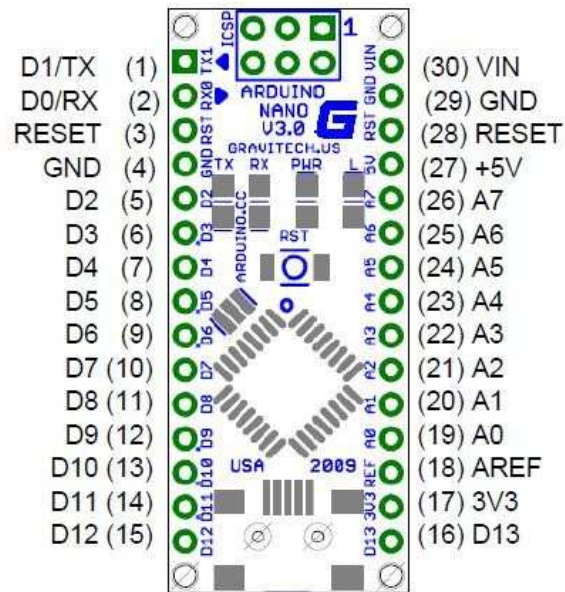 D1/TX (1)
D0/RX (2)
RESET (3)
GND (4)
D2 (5)
D3 (6)
D4 (7)
D5 (8)
D6 (9)
D7 (10)
D8 (11)
D9 (12)
D10 (13)
D11 (14)
D12 (15)
ICSP
1
TX1
RX0
RST
GND
D2
D3
D4
D5
D6
D7
D8
D9
D10
D11
D12
ARDUINO
NANO
V3.0
G
GRAVITECH.US
TX RX PWR L
ARDUINO.CC
RST
USA 2009
VIN
GND
RST
5V
A7
A6
A5
A4
A3
A2
A1
A0
REF
3V3
D13
(30) VIN
(29) GND
(28) RESET
(27) +5V
(26) A7
(25) A6
(24) A5
(23) A4
(22) A3
(21) A2
(20) A1
(19) A0
(18) AREF
(17) 3V3
(16) D13